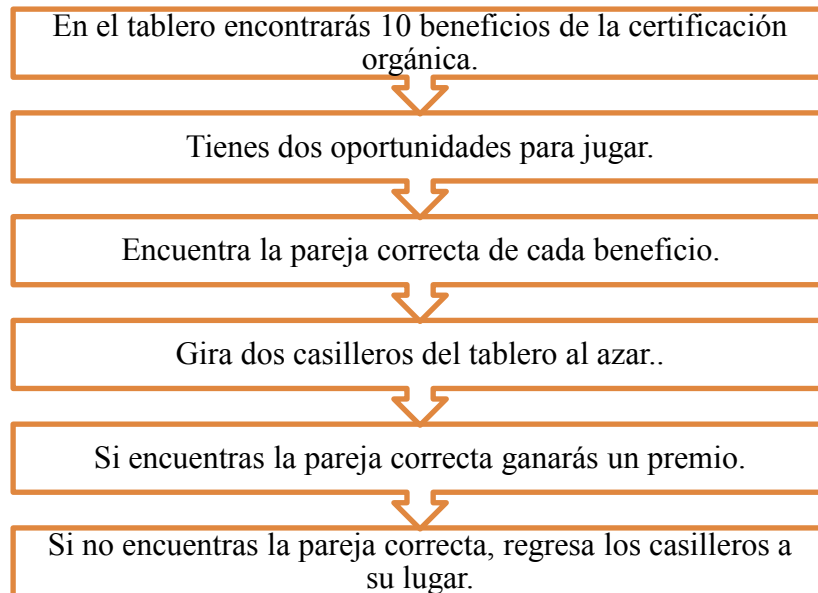 En el tablero encontrarás 10 beneficios de la certificación
orgánica.
Tienes dos oportunidades para jugar.
Encuentra la pareja correcta de cada beneficio.
Gira dos casilleros del tablero al azar..
Si encuentras la pareja correcta ganarás un premio.
Si no encuentras la pareja correcta, regresa los casilleros a
su lugar.